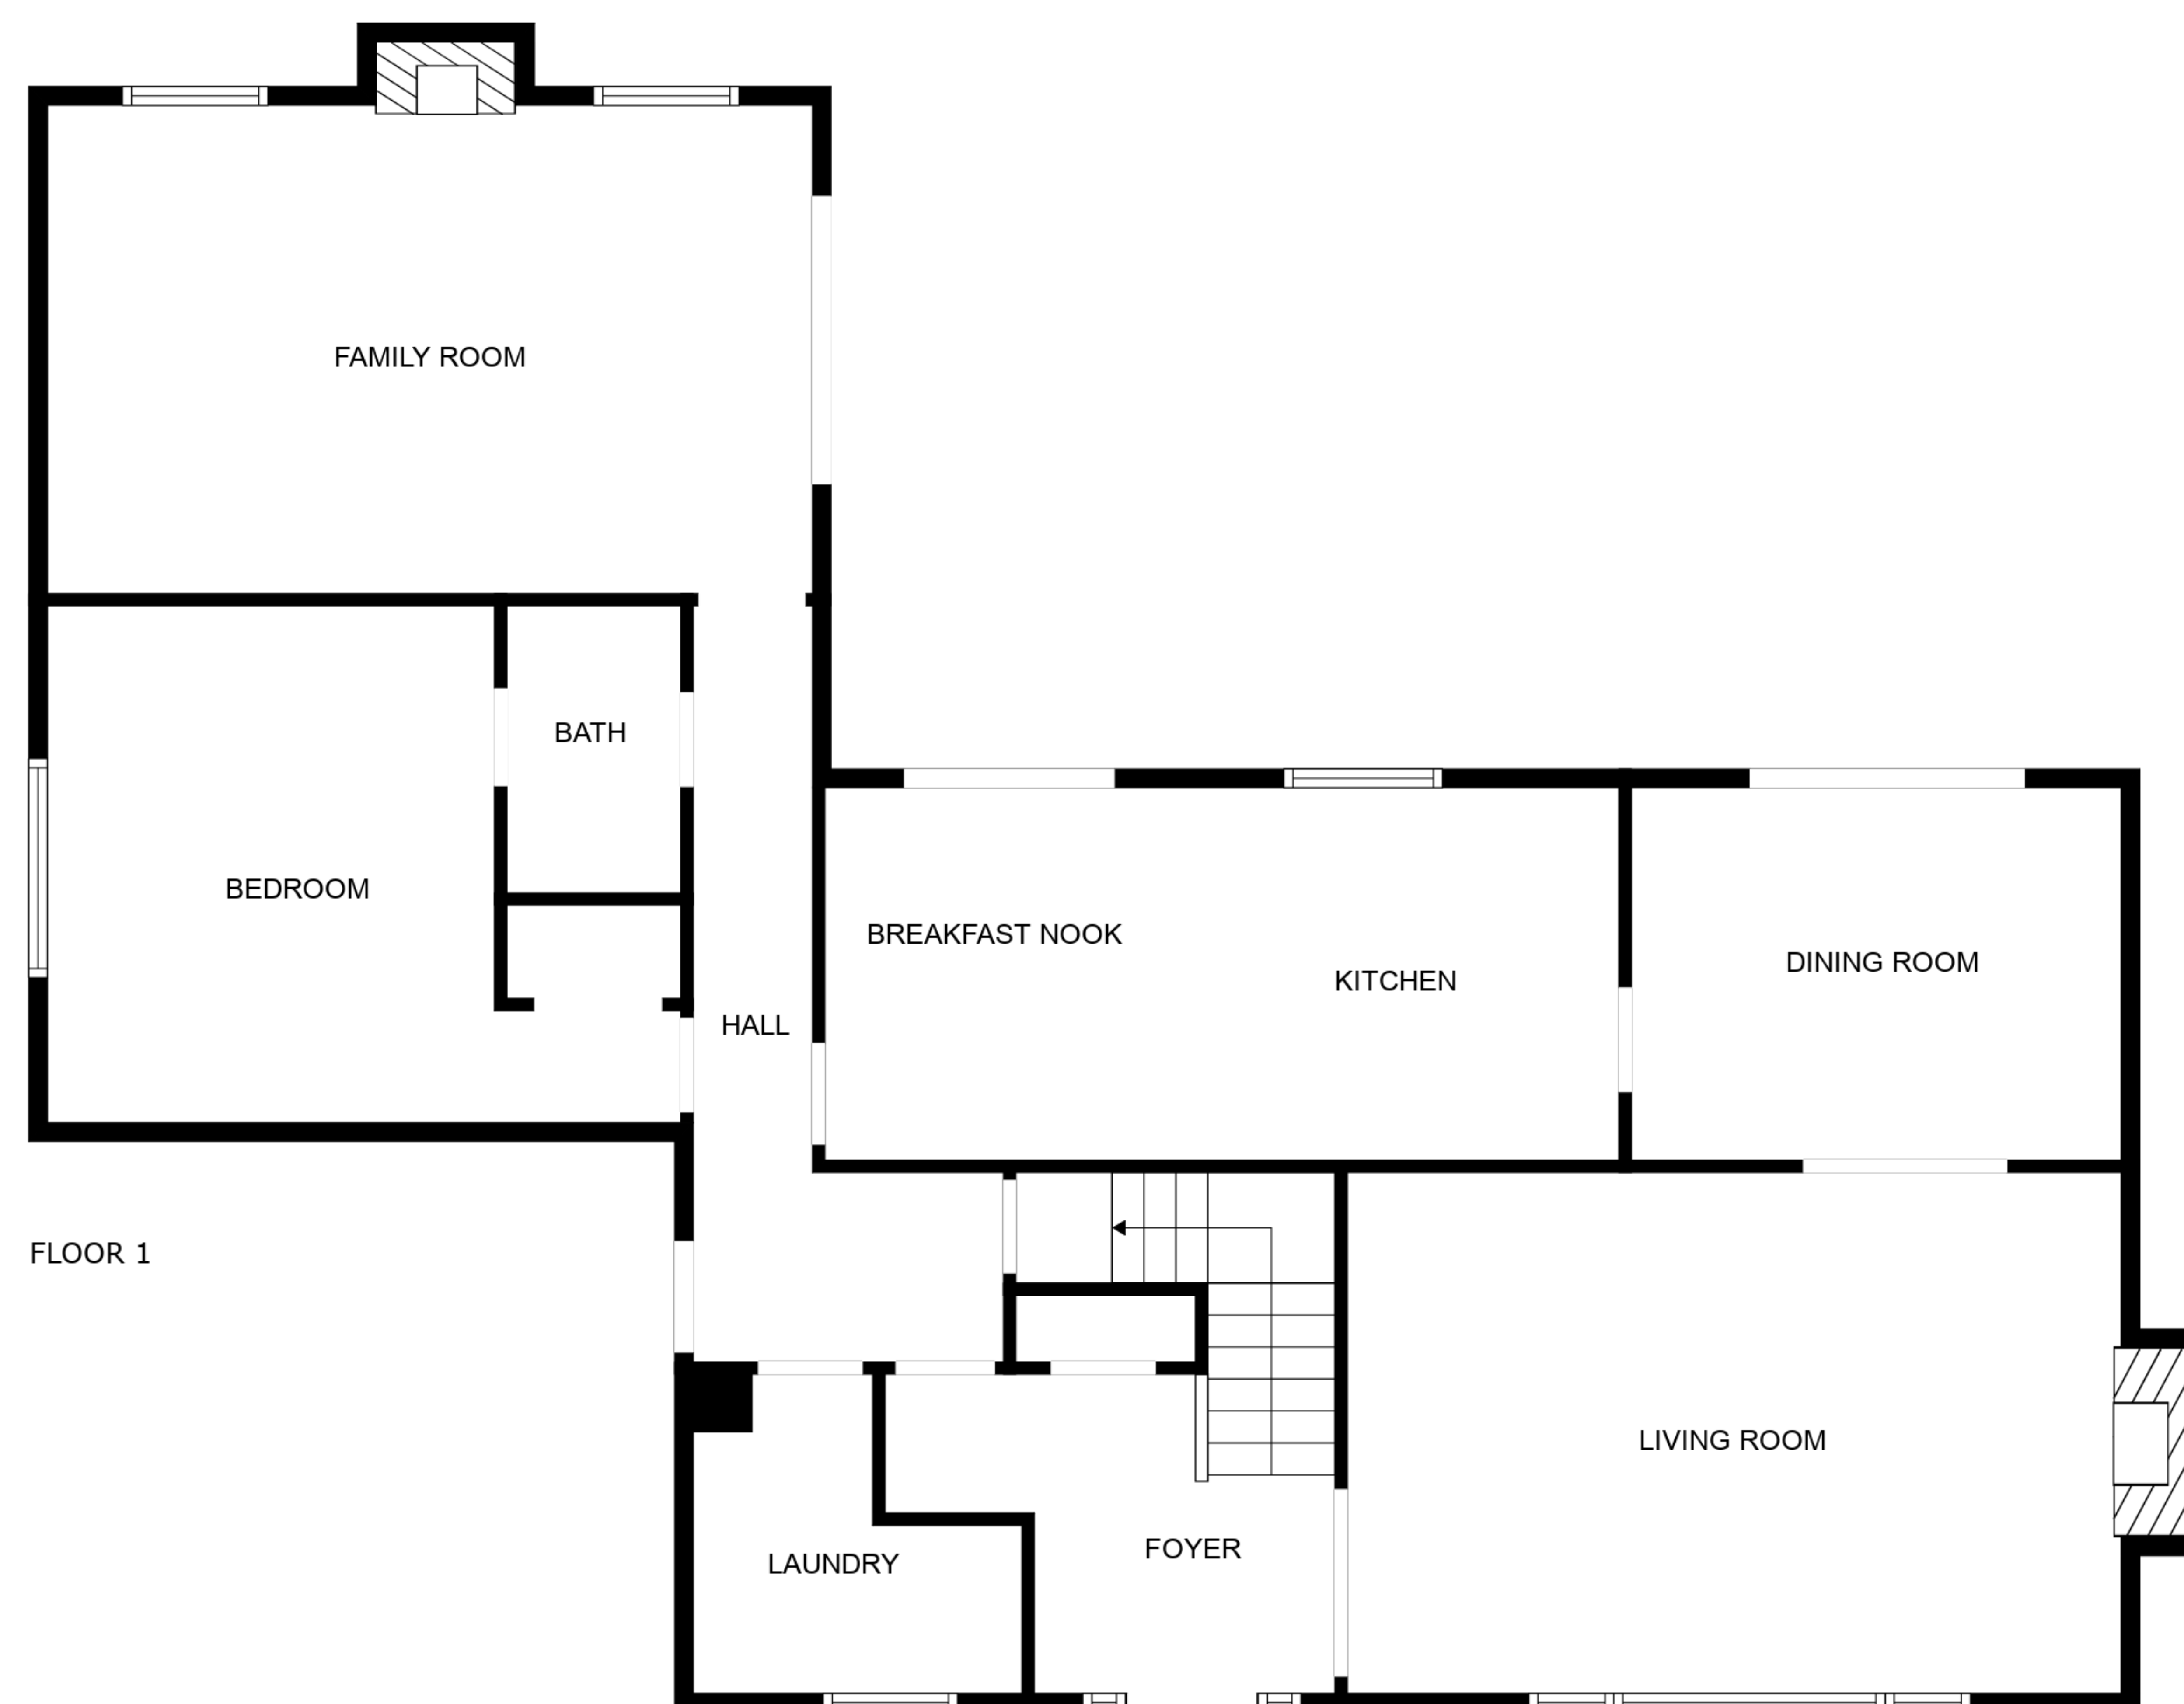 FAMILY ROOM
BATH
BEDROOM
BREAKFAST NOOK
DINING ROOM
KITCHEN
HALL
FLOOR 1
LIVING ROOM
FOYER
LAUNDRY